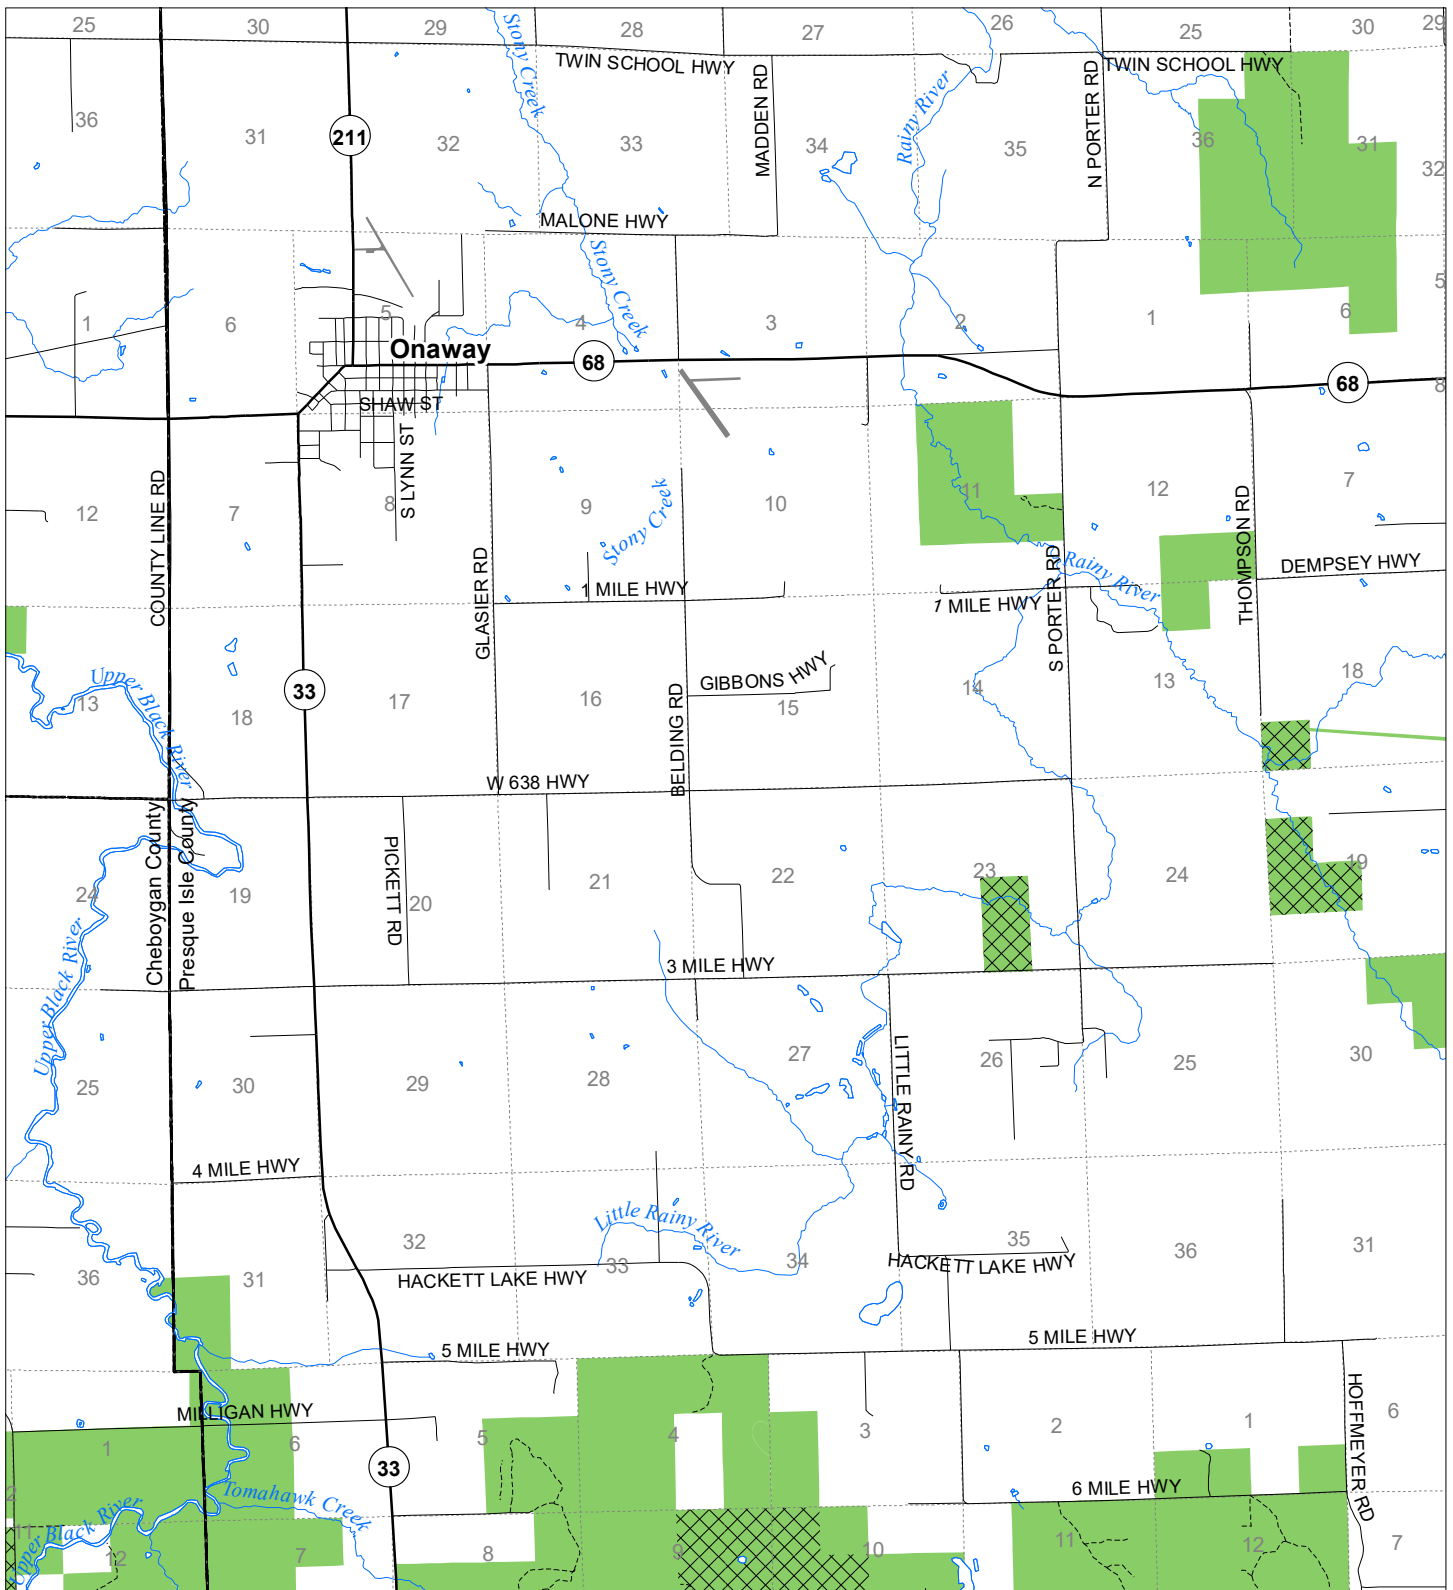 25
30
29
28
27
26
25
30
29
TWIN SCHOOL HWY
TWIN SCHOOL HWY
Stony Creek
MADDEN RD
Rainy River
N PORTER RD
36
31
211
32
33
34
35
36
31
32
MALONE HWY
Stony Creek
1
6
5
4
3
2
1
6
5
Onaway
68
68
8
SHAW ST
S LYNN ST
COUNTY LINE RD
12
7
8
9
Stony Creek
10
11
12
7
THOMPSON RD
GLASIER RD
1 MILE HWY
1 MILE HWY
S PORTER RD
Rainy River
DEMPSEY HWY
Upper Black River
13
18
33
17
16
BELDING RD
GIBBONS HWY
15
14
13
18
W 638 HWY
Cheboygan County
Presque Isle County
PICKETT RD
24
19
20
21
22
23
24
19
Upper Black River
3 MILE HWY
25
30
29
28
27
LITTLE RAINY RD
26
25
30
4 MILE HWY
Little Rainy River
36
31
32
33
34
35
36
31
HACKETT LAKE HWY
HACKETT LAKE HWY
5 MILE HWY
5 MILE HWY
HOFFMEYER RD
MILLIGAN HWY
1
6
5
4
3
2
1
6
33
6 MILE HWY
2
Tomahawk Creek
Upper Black River
11
12
7
8
9
10
11
12
7